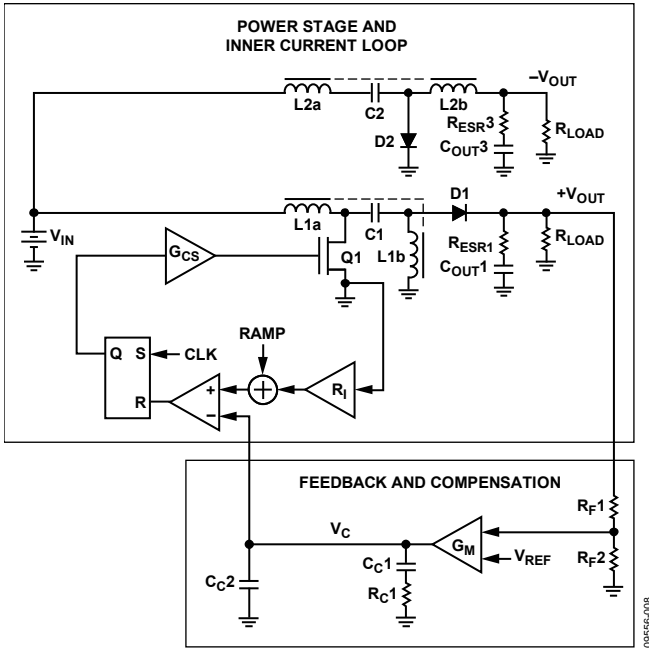 POWER STAGE AND
INNER CURRENT LOOP
L2a
C2
L2b
–VOUT
D2
RESR3
COUT3
RLOAD
D1
+VOUT
VIN
L1a
C1
GCS
Q1
L1b
RESR1
COUT1
RLOAD
RAMP
Q S
CLK
R
+
–
+
RI
FEEDBACK AND COMPENSATION
RF1
VC
GM
VREF
RF2
CC2
CC1
RC1
09556-008